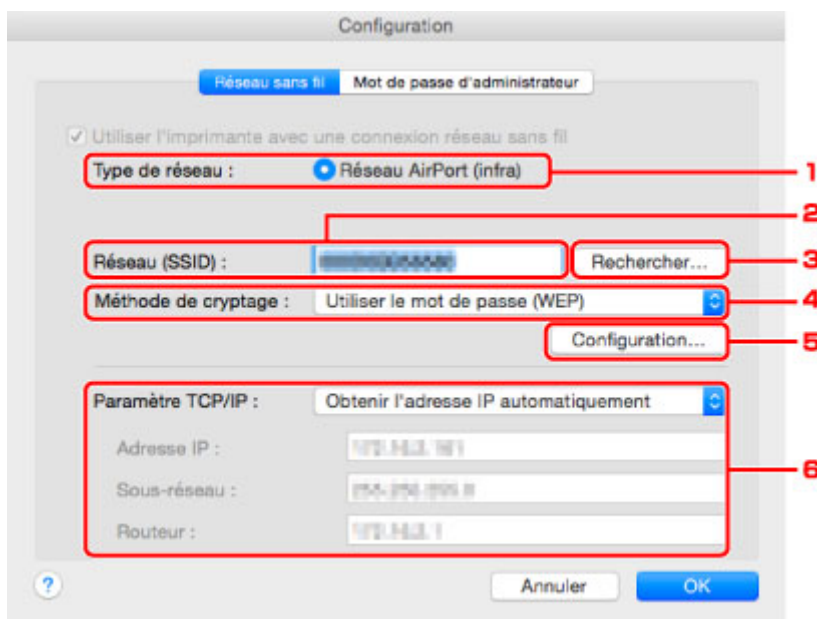 Configuration
Réseau sans fil Mot de passe d'administrateur
Utiliser l'imprimante avec une connexion réseau sans fil
Type de réseau : Réseau AirPort (infra) 1
2
Réseau (SSID) : Rechercher... 3
Méthode de cryptage : Utiliser le mot de passe (WEP) 4
Configuration... 5
Paramètre TCP/IP : Obtenir l'adresse IP automatiquement
Adresse IP :
6
Sous-réseau :
Routeur :
? Annuler OK